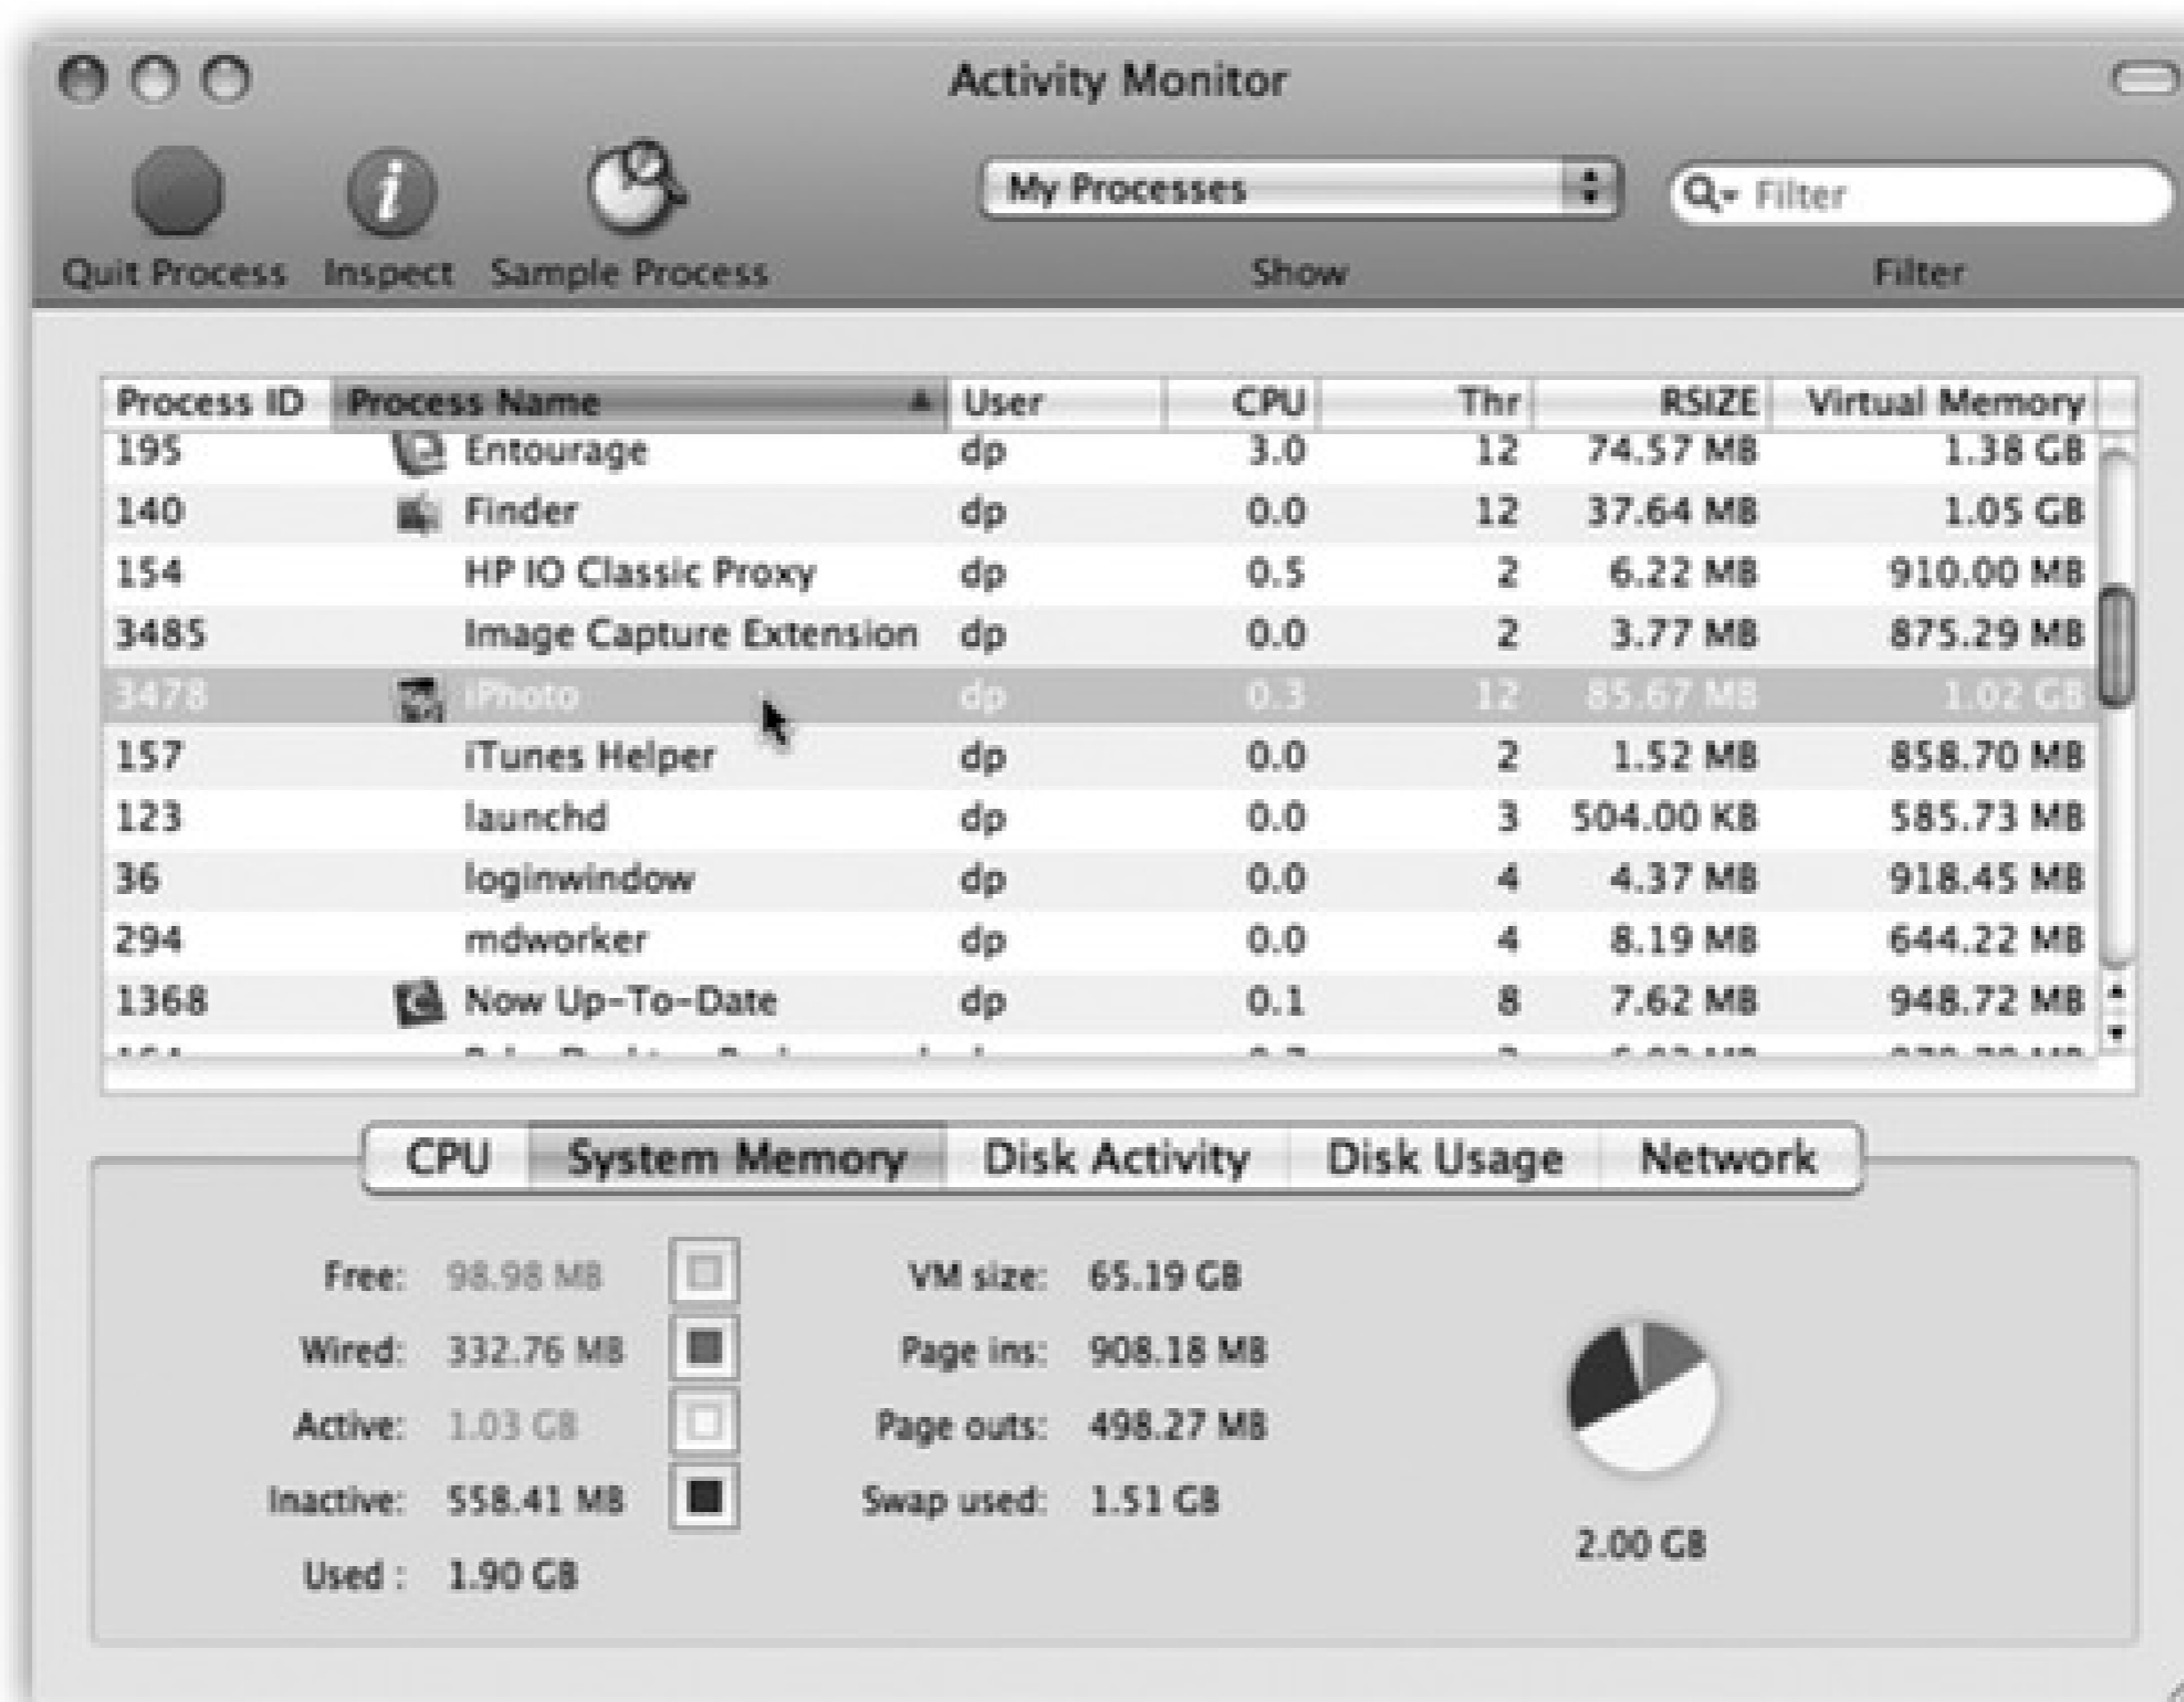 Activity Monitor
My Processes
Filter
Quit Process Inspect Sample Process Show Filter
Process ID Process Name User CPU Thr RSIZE Virtual Memory
195 Entourage dp 3.0 12 74.57 MB 1.38 GB
140 Finder dp 0.0 12 37.64 MB 1.05 GB
154 HP IO Classic Proxy dp 0.5 2 6.22 MB 910.00 MB
3485 Image Capture Extension dp 0.0 2 3.77 MB 875.29 MB
3478 iPhoto dp 0.3 12 85.67 MB 1.02 GB
157 iTunes Helper dp 0.0 2 1.52 MB 858.70 MB
123 launchd dp 0.0 3 504.00 KB 585.73 MB
36 loginwindow dp 0.0 4 4.37 MB 918.45 MB
294 mdworker dp 0.0 4 8.19 MB 644.22 MB
1368 Now Up-To-Date dp 0.1 8 7.62 MB 948.72 MB
CPU System Memory Disk Activity Disk Usage Network
Free: 98.98 MB VM size: 65.19 GB
Wired: 332.76 MB Page ins: 908.18 MB
Active: 1.03 GB Page outs: 498.27 MB
Inactive: 558.41 MB Swap used: 1.51 GB
2.00 GB
Used : 1.90 GB